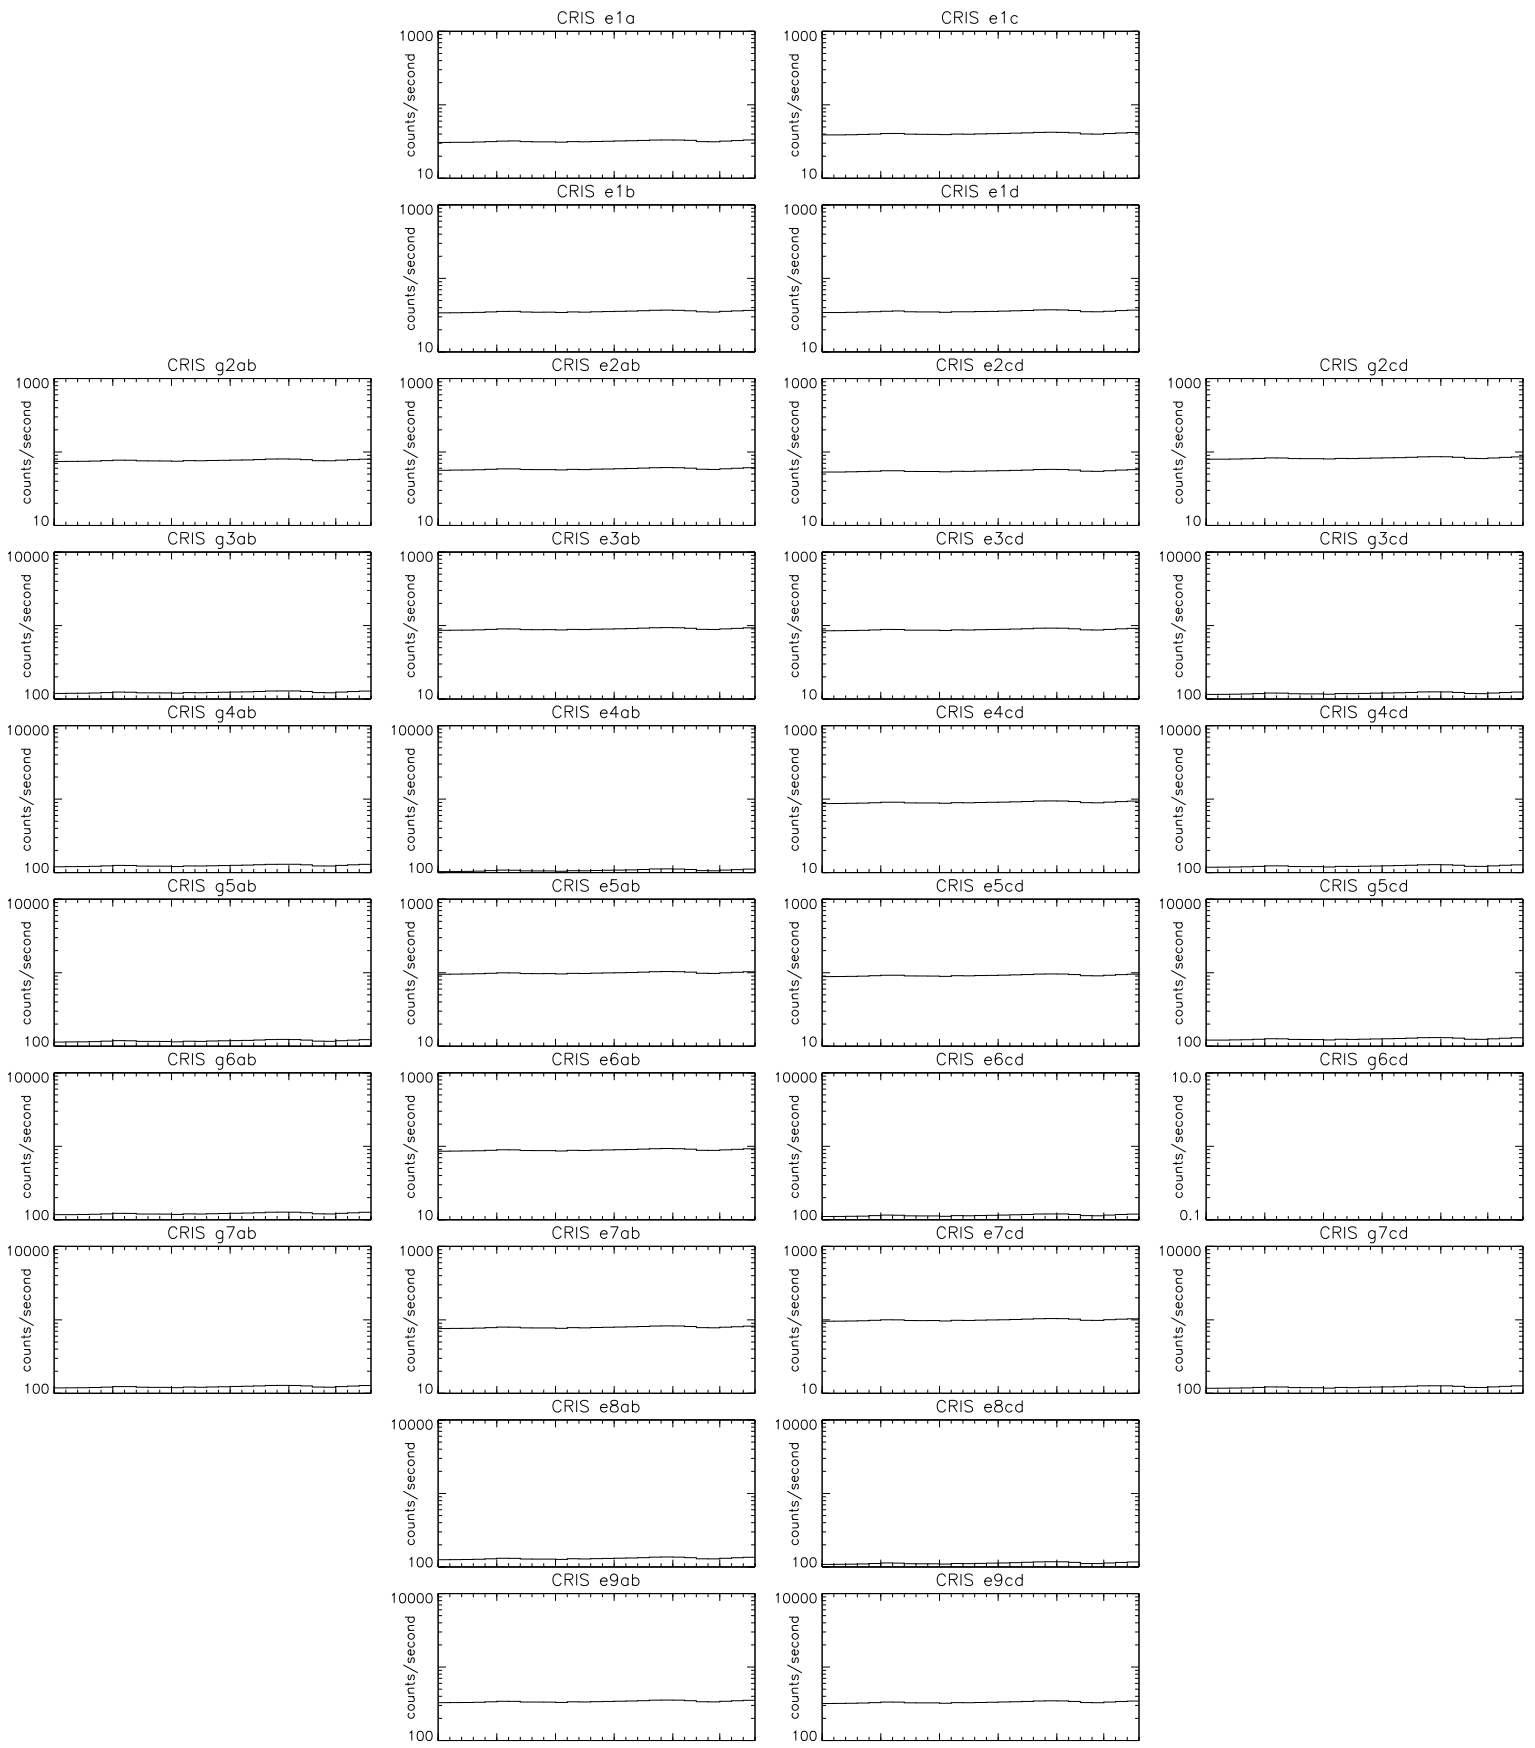 CRIS e1a
CRIS e1c
1000
counts/second
10
1000
counts/second
10
CRIS e1b
CRIS e1d
1000
counts/second
10
1000
counts/second
10
CRIS g2ab
CRIS e2ab
CRIS e2cd
CRIS g2cd
1000
counts/second
10
1000
counts/second
10
1000
counts/second
10
1000
counts/second
10
CRIS g3ab
CRIS e3ab
CRIS e3cd
CRIS g3cd
10000
counts/second
100
1000
counts/second
10
1000
counts/second
10
10000
counts/second
100
CRIS g4ab
CRIS e4ab
CRIS e4cd
CRIS g4cd
10000
counts/second
100
10000
counts/second
100
1000
counts/second
10
10000
counts/second
100
CRIS g5ab
CRIS e5ab
CRIS e5cd
CRIS g5cd
10000
counts/second
100
1000
counts/second
10
1000
counts/second
10
10000
counts/second
100
CRIS g6ab
CRIS e6ab
CRIS e6cd
CRIS g6cd
10000
counts/second
100
1000
counts/second
10
10000
counts/second
100
10.0
counts/second
0.1
CRIS g7ab
CRIS e7ab
CRIS e7cd
CRIS g7cd
10000
counts/second
100
1000
counts/second
10
1000
counts/second
10
10000
counts/second
100
CRIS e8ab
CRIS e8cd
10000
counts/second
100
10000
counts/second
100
CRIS e9ab
CRIS e9cd
10000
counts/second
100
10000
counts/second
100